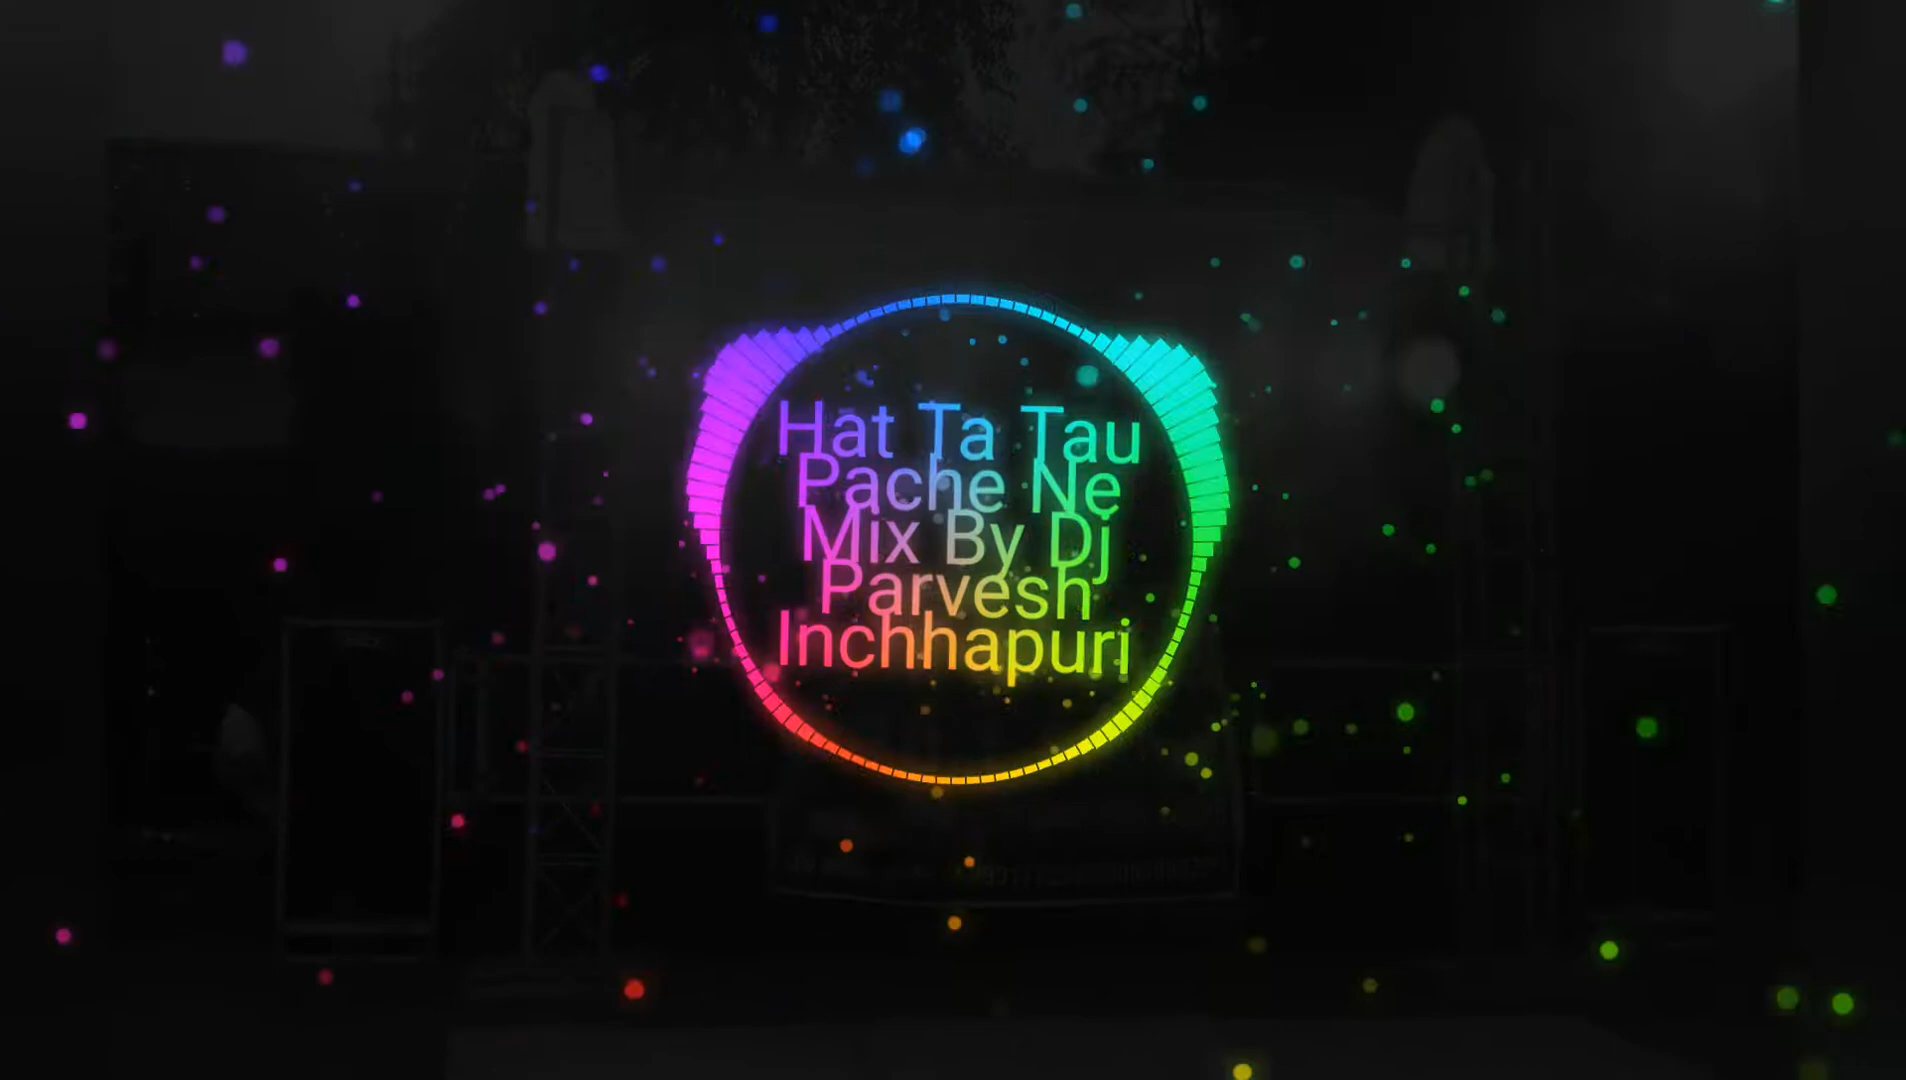 Hat Ta Tau
Pache Ne
Mix By Dj
Parvesh
Inchhapuri